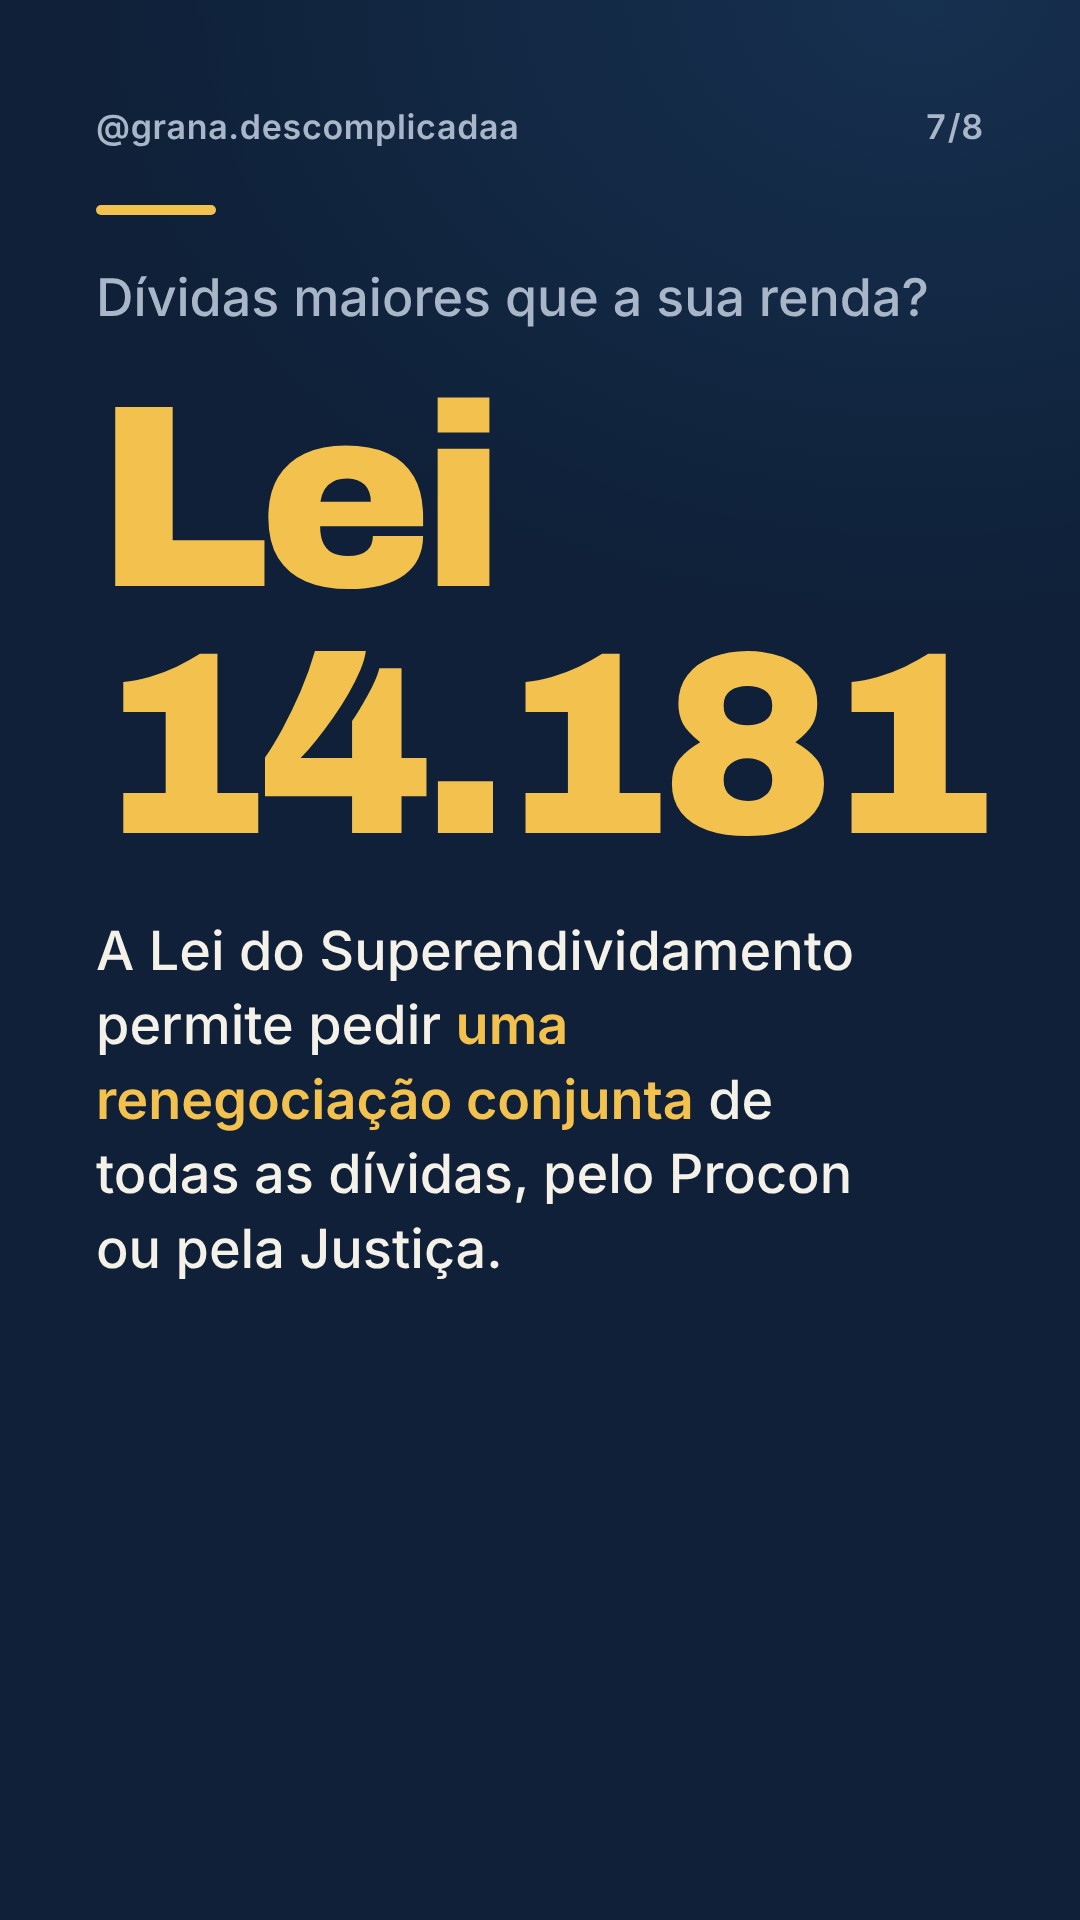 @grana.descomplicadaa 7/8
Dívidas maiores que a sua renda?
Lei
14.181
A Lei do Superendividamento
permite pedir uma
renegociação conjunta de
todas as dívidas, pelo Procon
ou pela Justiça.